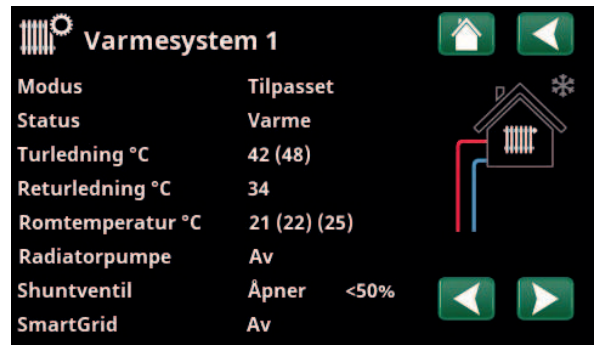 Varmesystem 1
Modus Tilpasset
Status Varme
Turledning °C 42 (48)
Returledning °C 34
Romtemperatur °C 21 (22) (25)
Radiatorpumpe Av
Shuntventil Åpner <50%
SmartGrid Av